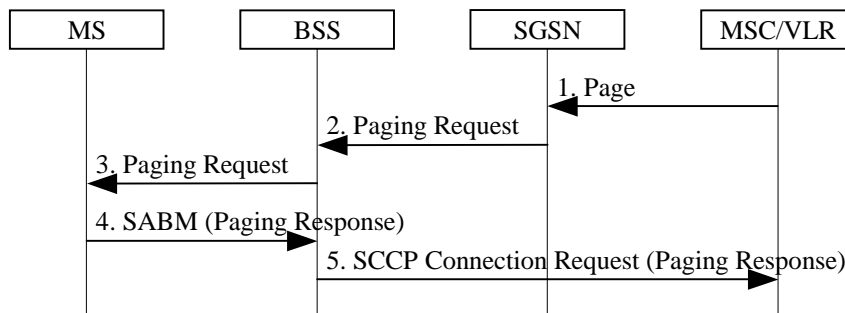 MS BSS SGSN MSC/VLR
1. Page
2. Paging Request
3. Paging Request
4. SABM (Paging Response)
5. SCCP Connection Request (Paging Response)